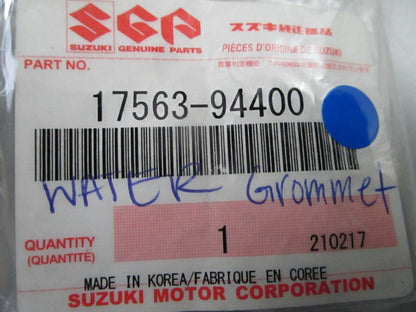 SGP スズキ純正部品
SUZUKI GENUINE PARTS PIÈCES D'ORIGINE DE SUZUKI
PART NO.
17563-94400
WATER Grommet
QUANTITY (QUANTITÉ) 1 210217
MADE IN KOREA/FABRIQUE EN COREE
SUZUKI MOTOR CORPORATION